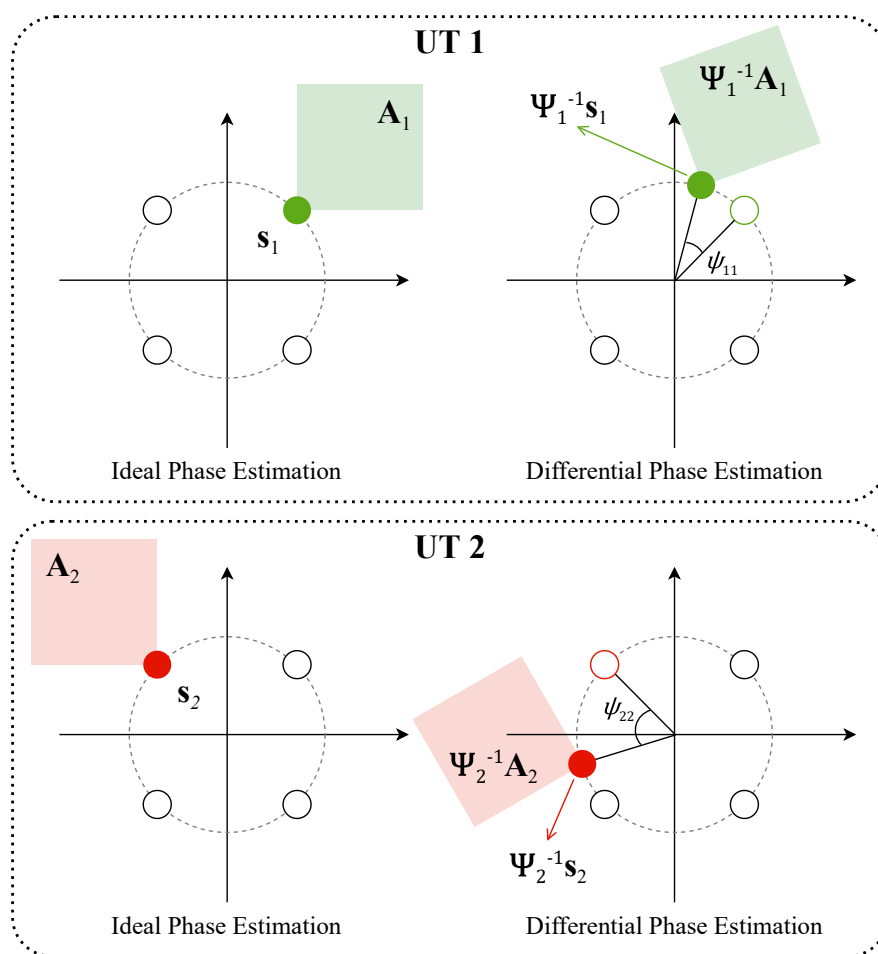 UT 1
A₁
Ψ₁⁻¹A₁
Ψ₁⁻¹s₁
s₁
ψ₁₁
Ideal Phase Estimation
Differential Phase Estimation
UT 2
A₂
s₂
ψ₂₂
Ψ₂⁻¹A₂
Ψ₂⁻¹s₂
Ideal Phase Estimation
Differential Phase Estimation